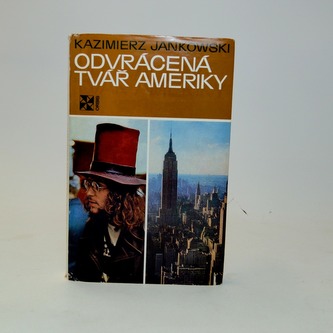 KAZIMIERZ JANKOWSKI
ODVRÁCENÁ
TVÁŘ AMERIKY